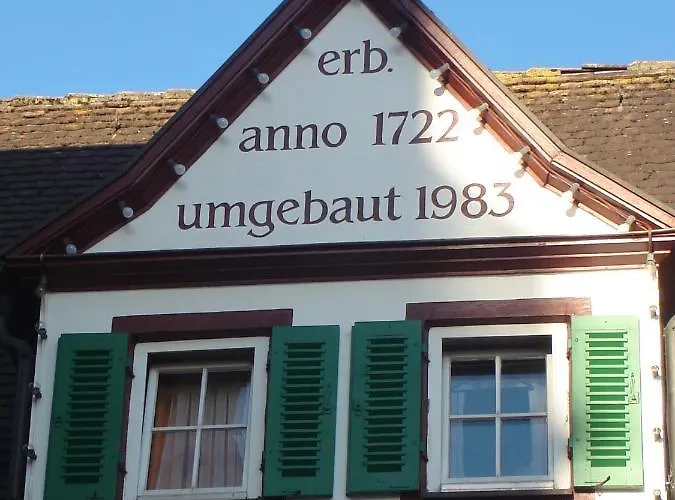 erb.
anno 1722
umgebaut 1983